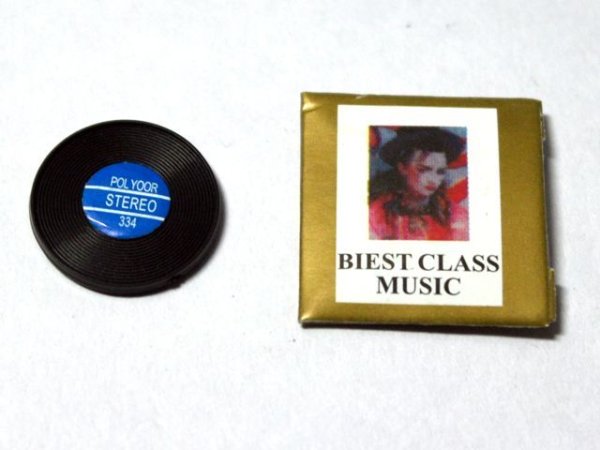 POLYOOR
STEREO
334
BIEST CLASS
MUSIC